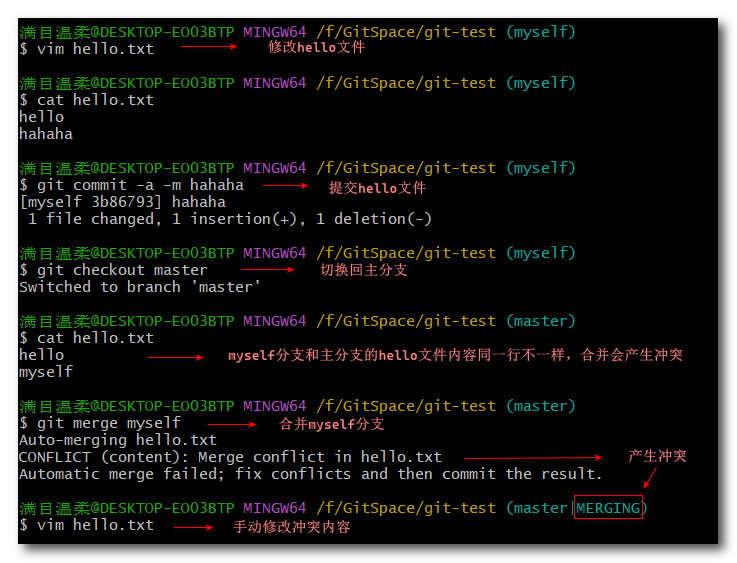 满目温柔@DESKTOP-EOO3BTP MINGW64 /f/GitSpace/git-test (myself)
$ vim hello.txt 修改hello文件
满目温柔@DESKTOP-EOO3BTP MINGW64 /f/GitSpace/git-test (myself)
$ cat hello.txt
hello
hahaha
满目温柔@DESKTOP-EOO3BTP MINGW64 /f/GitSpace/git-test (myself)
$ git commit -a -m hahaha 提交hello文件
[myself 3b86793] hahaha
1 file changed, 1 insertion(+), 1 deletion(-)
满目温柔@DESKTOP-EOO3BTP MINGW64 /f/GitSpace/git-test (myself)
$ git checkout master 切换回主分支
Switched to branch 'master'
满目温柔@DESKTOP-EOO3BTP MINGW64 /f/GitSpace/git-test (master)
$ cat hello.txt
hello myself分支和主分支的hello文件内容同一行不一样，合并会产生冲突
myself
满目温柔@DESKTOP-EOO3BTP MINGW64 /f/GitSpace/git-test (master)
$ git merge myself 合并myself分支
Auto-merging hello.txt
CONFLICT (content): Merge conflict in hello.txt 产生冲突
Automatic merge failed; fix conflicts and then commit the result.
满目温柔@DESKTOP-EOO3BTP MINGW64 /f/GitSpace/git-test (master|MERGING)
$ vim hello.txt 手动修改冲突内容